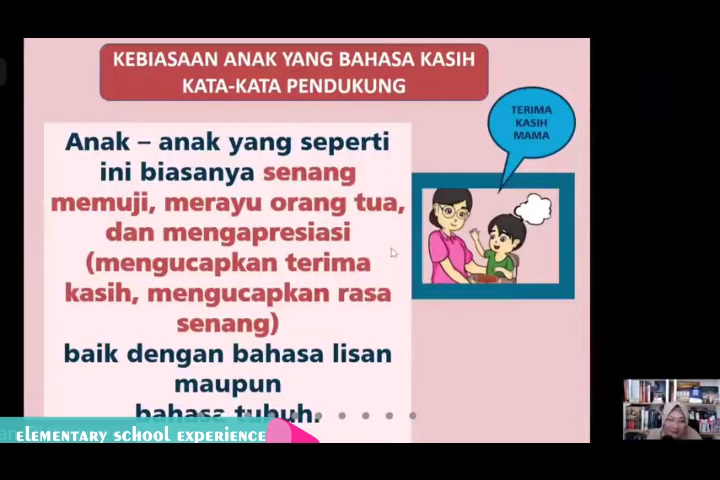 KEBIASAAN ANAK YANG BAHASA KASIH
KATA-KATA PENDUKUNG
TERIMA
KASIH
MAMA
Anak – anak yang seperti
ini biasanya senang
memuji, merayu orang tua,
dan mengapresiasi
(mengucapkan terima
kasih, mengucapkan rasa
senang)
baik dengan bahasa lisan
maupun
bahasa tubuh.
elementary school experience